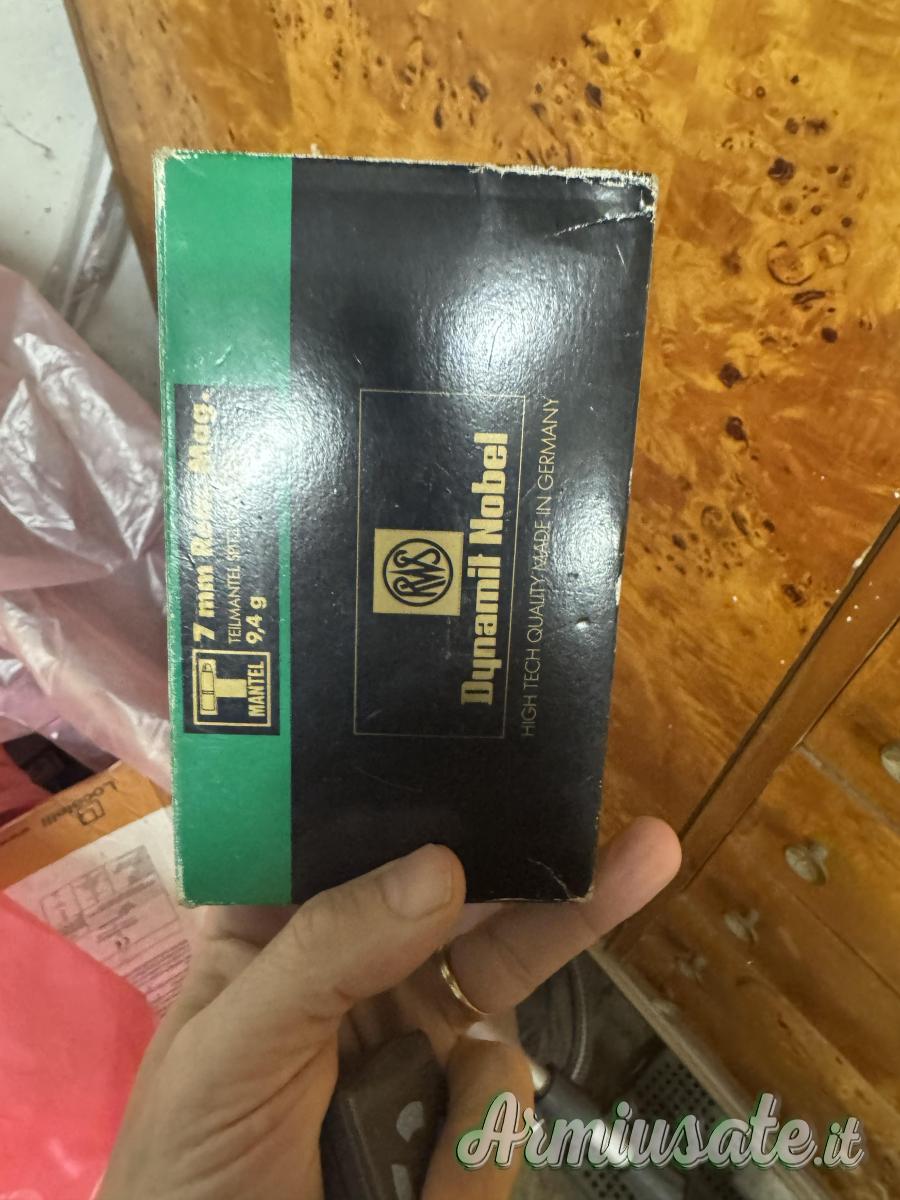 7 mm Rem. Mag.
TEILMANTEL SPITZ
9,4 g
T
MANTEL
RWS
Dynamit Nobel
HIGH TECH QUALITY MADE IN GERMANY
Armiusate.it